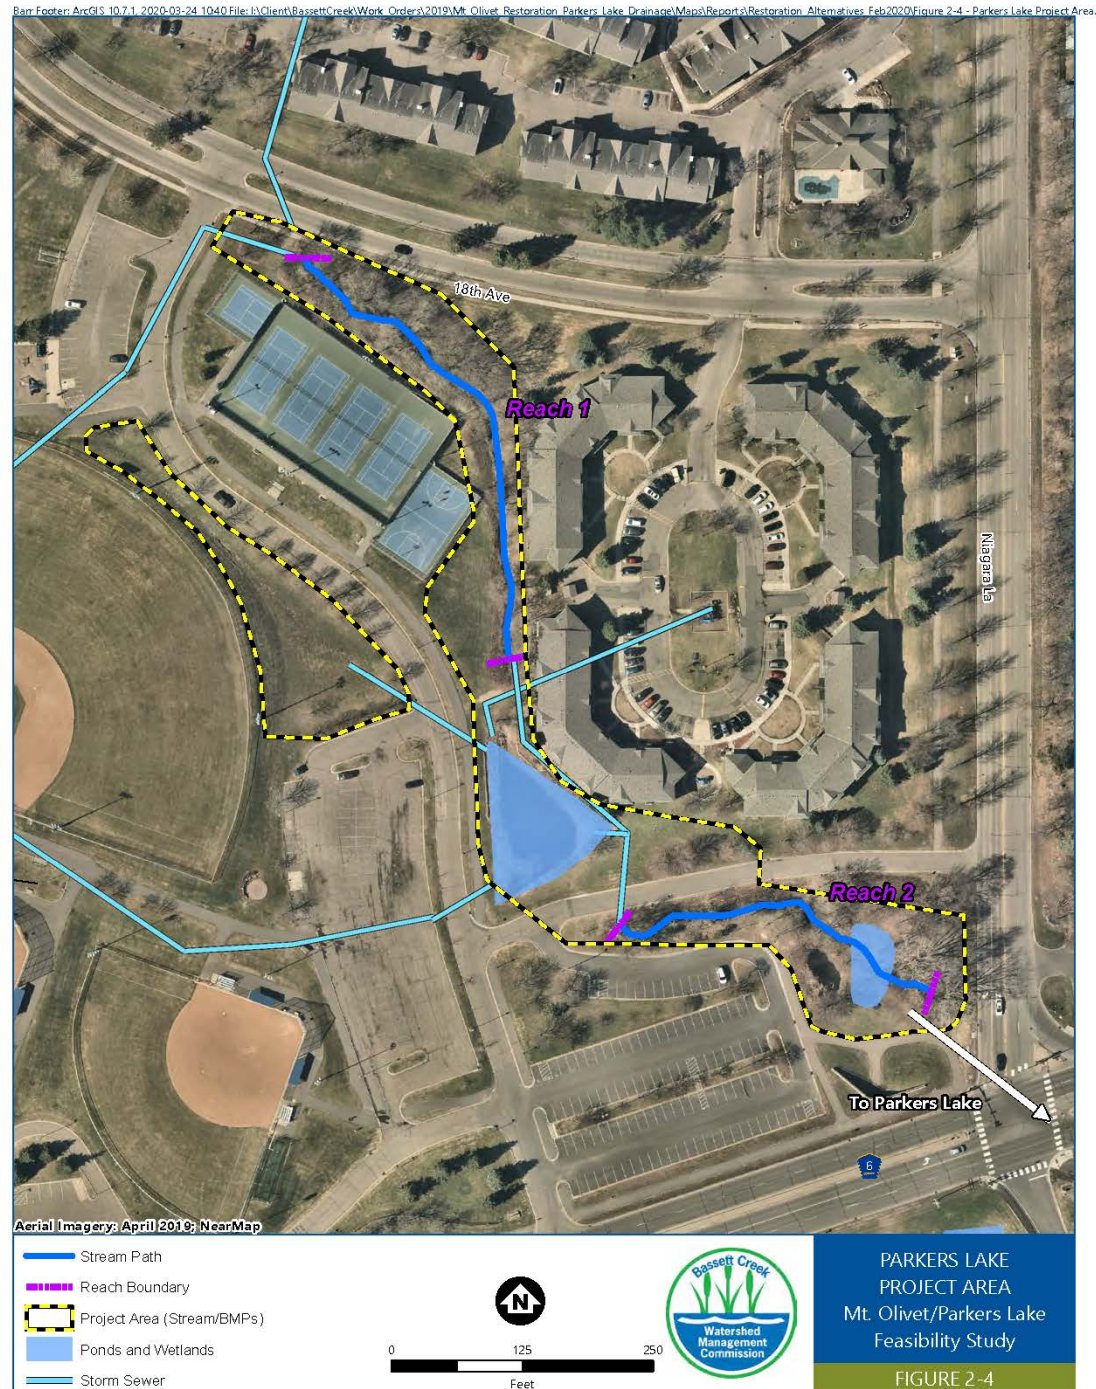 Barr Footer: ArcGIS 10.7.1, 2020-03-24 10:40 File: I:\Client\BassettCreek\Work_Orders\2019\Mt_Olivet_Restoration_Parkers_Lake_Drainage\Maps\Reports\Restoration_Alternatives_Feb2020\Figure 2-4 - Parkers Lake Project Area.
18th Ave
Reach 1
Niagara La
Reach 2
To Parkers Lake
6
Aerial Imagery: April 2019; NearMap
Stream Path
Reach Boundary
Project Area (Stream/BMPs)
Ponds and Wetlands
Storm Sewer
N
0 125 250
Feet
Bassett Creek
Watershed
Management
Commission
PARKERS LAKE
PROJECT AREA
Mt. Olivet/Parkers Lake
Feasibility Study
FIGURE 2-4